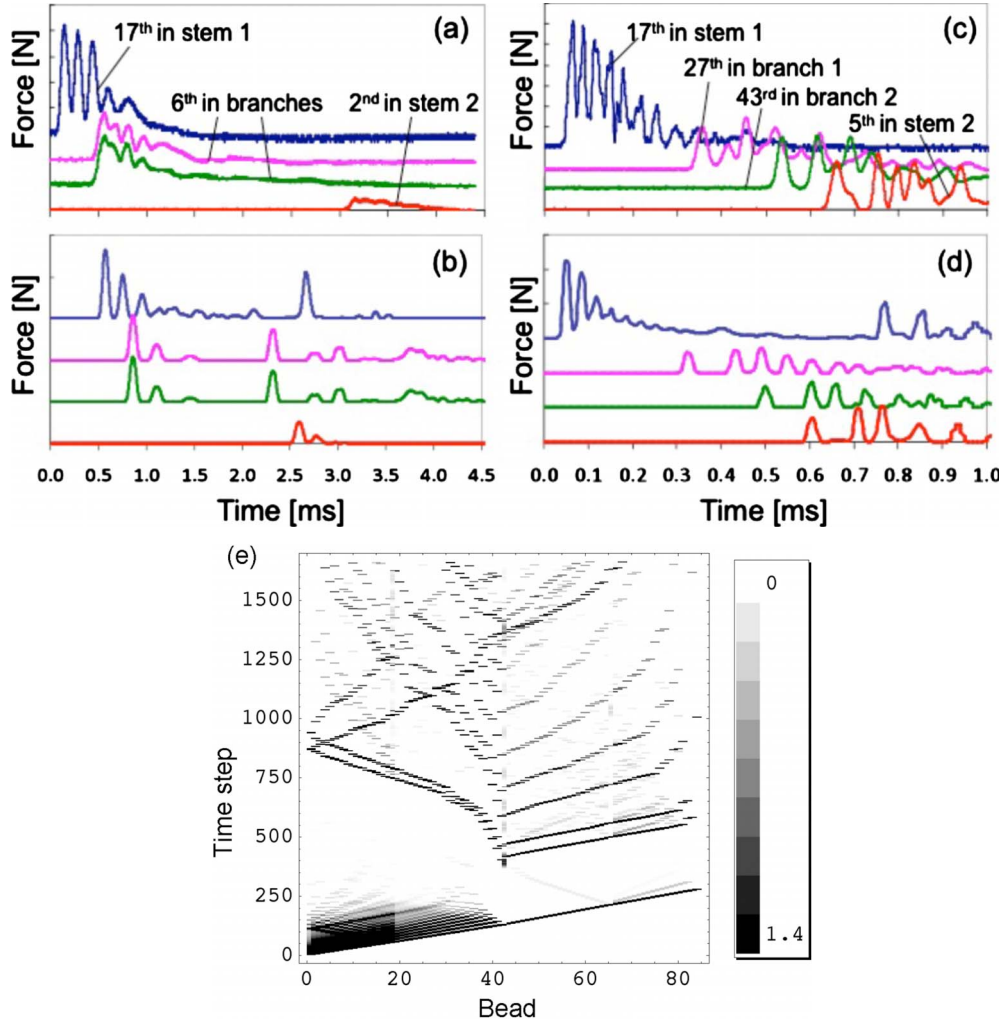 (a)
17th in stem 1
6th in branches
2nd in stem 2
Force [N]
(c)
17th in stem 1
27th in branch 1
43rd in branch 2
5th in stem 2
Force [N]
(b)
Force [N]
0.0 0.5 1.0 1.5 2.0 2.5 3.0 3.5 4.0 4.5
Time [ms]
(d)
Force [N]
0.0 0.1 0.2 0.3 0.4 0.5 0.6 0.7 0.8 0.9 1.0
Time [ms]
(e)
1500
1250
1000
750
500
250
0
Time step
0 20 40 60 80
Bead
0
1.4